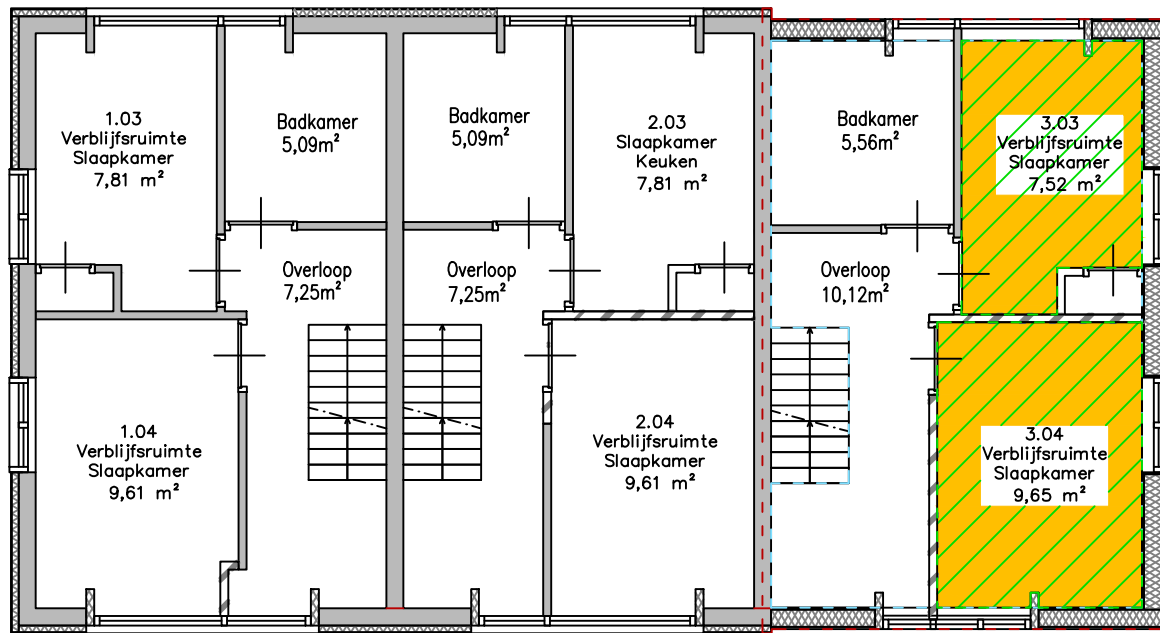 1.03
Verblijfsruimte
Slaapkamer
7,81 m²
Badkamer
5,09m²
Badkamer
5,09m²
2.03
Slaapkamer
Keuken
7,81 m²
Badkamer
5,56m²
3.03
Verblijfsruimte
Slaapkamer
7,52 m²
Overloop
7,25m²
Overloop
7,25m²
Overloop
10,12m²
1.04
Verblijfsruimte
Slaapkamer
9,61 m²
2.04
Verblijfsruimte
Slaapkamer
9,61 m²
3.04
Verblijfsruimte
Slaapkamer
9,65 m²